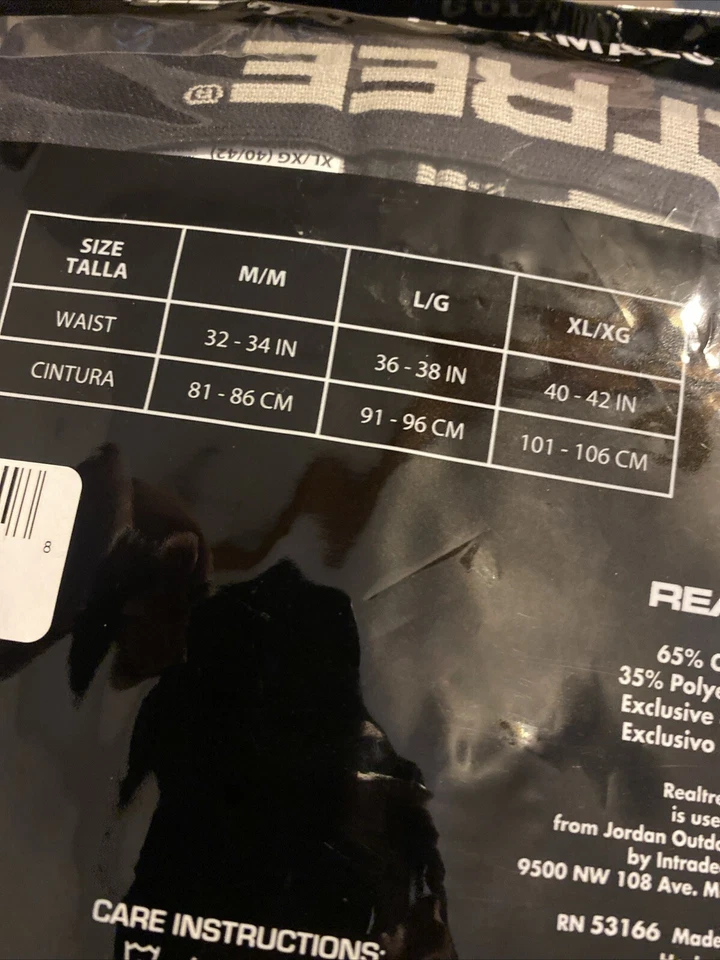 TREE®
XL/XG (40/42)
SIZE
TALLA
M/M
L/G
XL/XG
WAIST
32 - 34 IN
36 - 38 IN
40 - 42 IN
CINTURA
81 - 86 CM
91 - 96 CM
101 - 106 CM
8
REA
65% C
35% Polye
Exclusive
Exclusivo
Realtre
is use
from Jordan Outdo
by Intrade
9500 NW 108 Ave. M
RN 53166 Made
CARE INSTRUCTIONS: